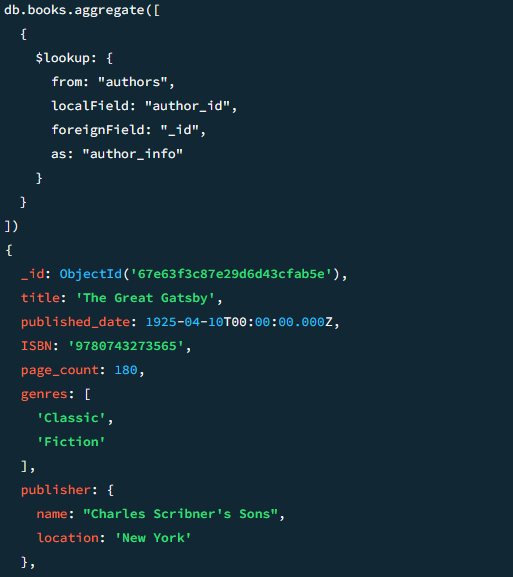 db.books.aggregate([
  {
    $lookup: {
      from: "authors",
      localField: "author_id",
      foreignField: "_id",
      as: "author_info"
    }
  }
])
{
  _id: ObjectId('67e63f3c87e29d6d43cfab5e'),
  title: 'The Great Gatsby',
  published_date: 1925-04-10T00:00:00.000Z,
  ISBN: '9780743273565',
  page_count: 180,
  genres: [
    'Classic',
    'Fiction'
  ],
  publisher: {
    name: "Charles Scribner's Sons",
    location: 'New York'
  },